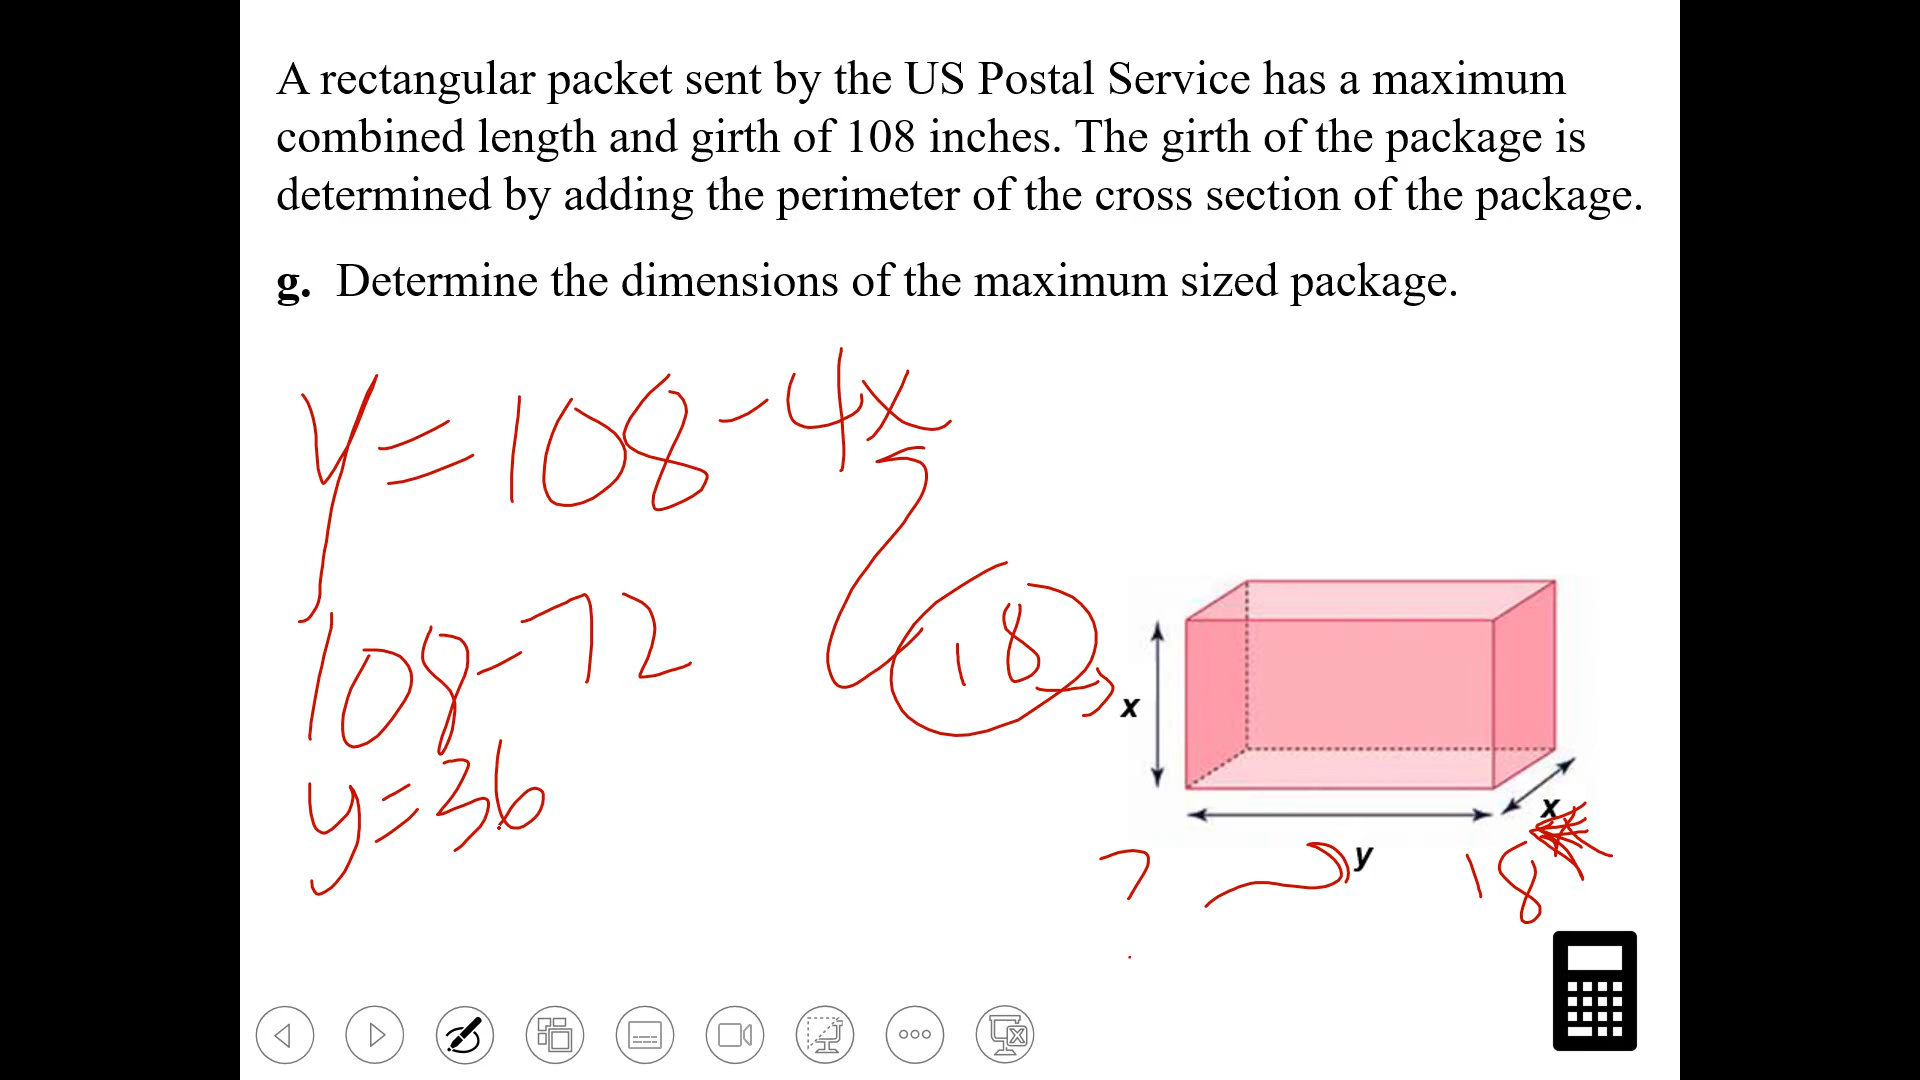 A rectangular packet sent by the US Postal Service has a maximum
combined length and girth of 108 inches. The girth of the package is
determined by adding the perimeter of the cross section of the package.
g. Determine the dimensions of the maximum sized package.
y = 108 - 4x
108 - 72
18
y = 36
x
x
y
?
18